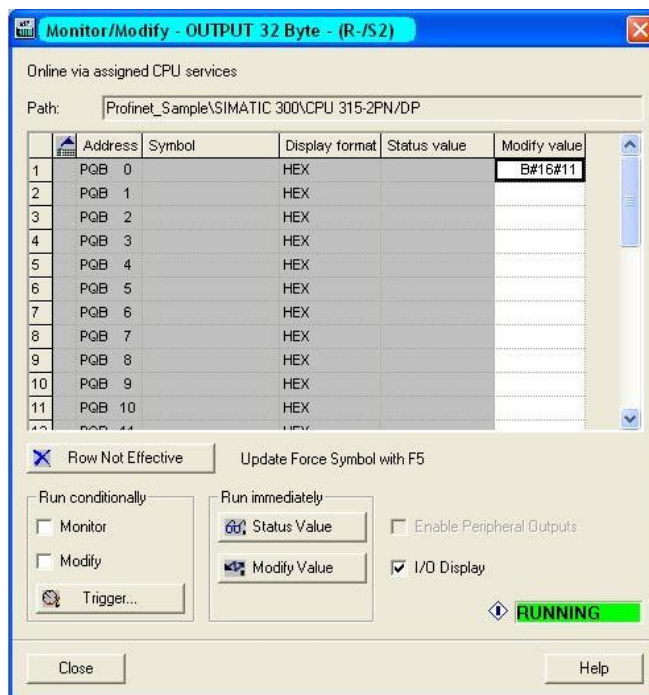 Monitor/Modify - OUTPUT 32 Byte - (R-/S2)
Online via assigned CPU services
Path: Profinet_Sample\SIMATIC 300\CPU 315-2PN/DP
Address Symbol Display format Status value Modify value
1 PQB 0 HEX B#16#11
2 PQB 1 HEX
3 PQB 2 HEX
4 PQB 3 HEX
5 PQB 4 HEX
6 PQB 5 HEX
7 PQB 6 HEX
8 PQB 7 HEX
9 PQB 8 HEX
10 PQB 9 HEX
11 PQB 10 HEX
Row Not Effective Update Force Symbol with F5
Run conditionally Run immediately
Monitor Status Value Enable Peripheral Outputs
Modify Modify Value I/O Display
Trigger...
RUNNING
Close Help